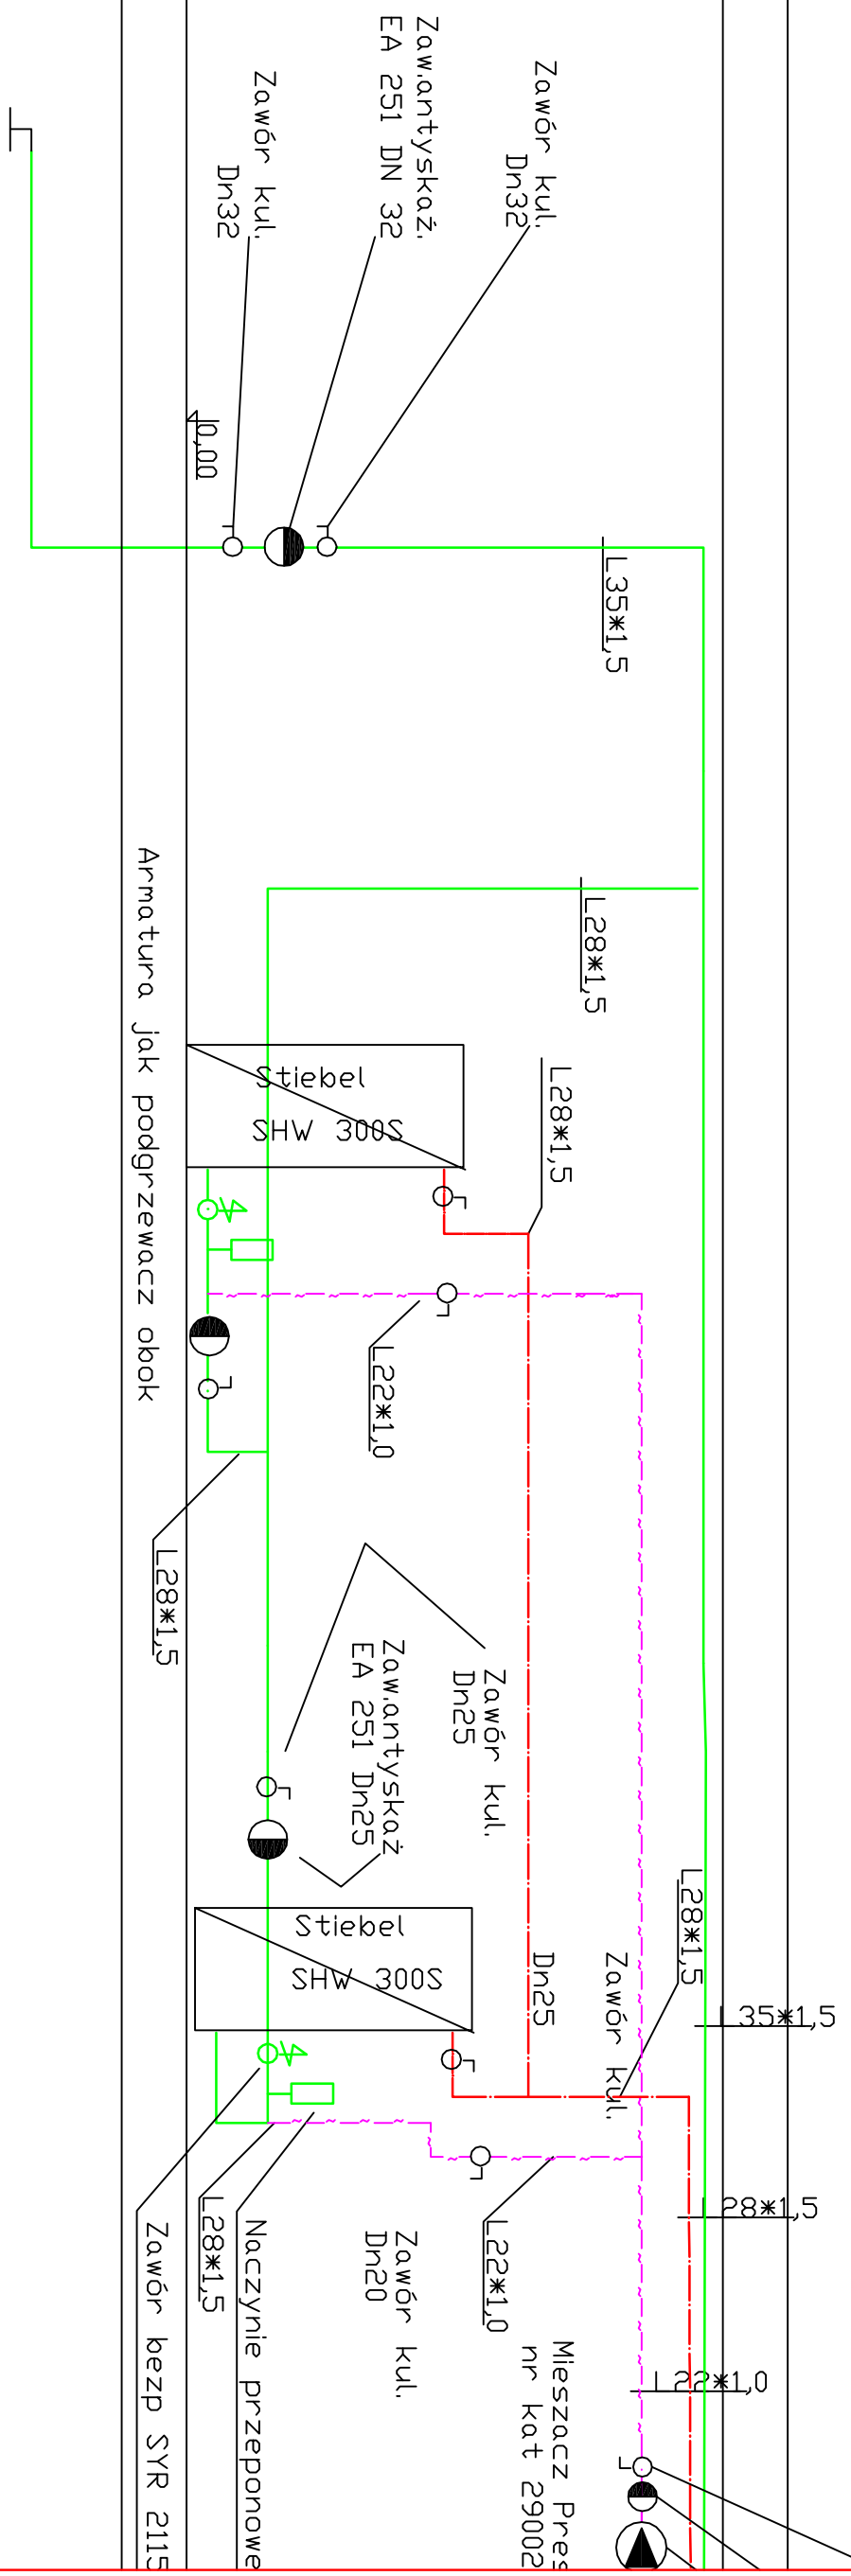 Zawór kul.
Dn32
Zaw.antyskaż.
EA 251 DN 32
Zawór kul.
Dn32
0,00
L35*1,5
L28*1,5
Armatura jak podgrzewacz obok
Stiebel
SHW 300S
L28*1,5
L22*1,0
L28*1,5
Zawór kul.
Dn25
Zaw.antyskaż
EA 251 Dn25
Stiebel
SHW 300S
L28*1,5
Zawór kul.
Dn25
L35*1,5
L28*1,5
L22*1,0
L22*1,0
Zawór kul.
Dn20
L28*1,5
Mieszacz Pres
nr kat 29002
Naczynie przeponowe
Zawór bezp SYR 2115